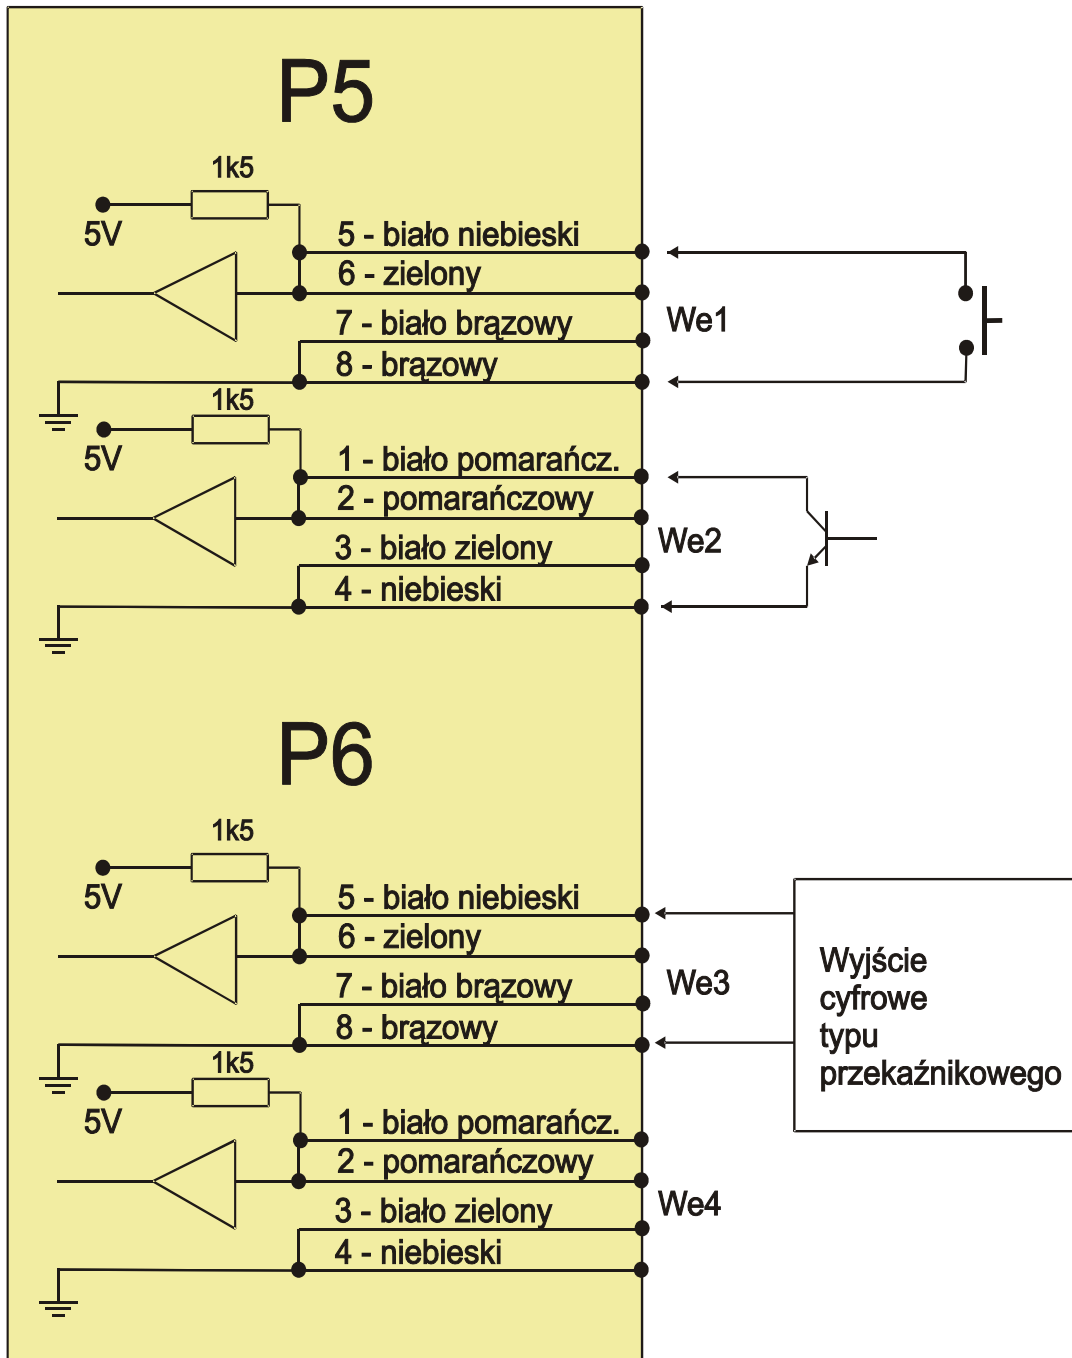 P5
1k5
5V
5 - biało niebieski
6 - zielony
7 - biało brązowy
8 - brązowy
We1
1k5
5V
1 - biało pomarańcz.
2 - pomarańczowy
3 - biało zielony
4 - niebieski
We2
P6
1k5
5V
5 - biało niebieski
6 - zielony
7 - biało brązowy
8 - brązowy
We3
Wyjście
cyfrowe
typu
przekaźnikowego
1k5
5V
1 - biało pomarańcz.
2 - pomarańczowy
3 - biało zielony
4 - niebieski
We4